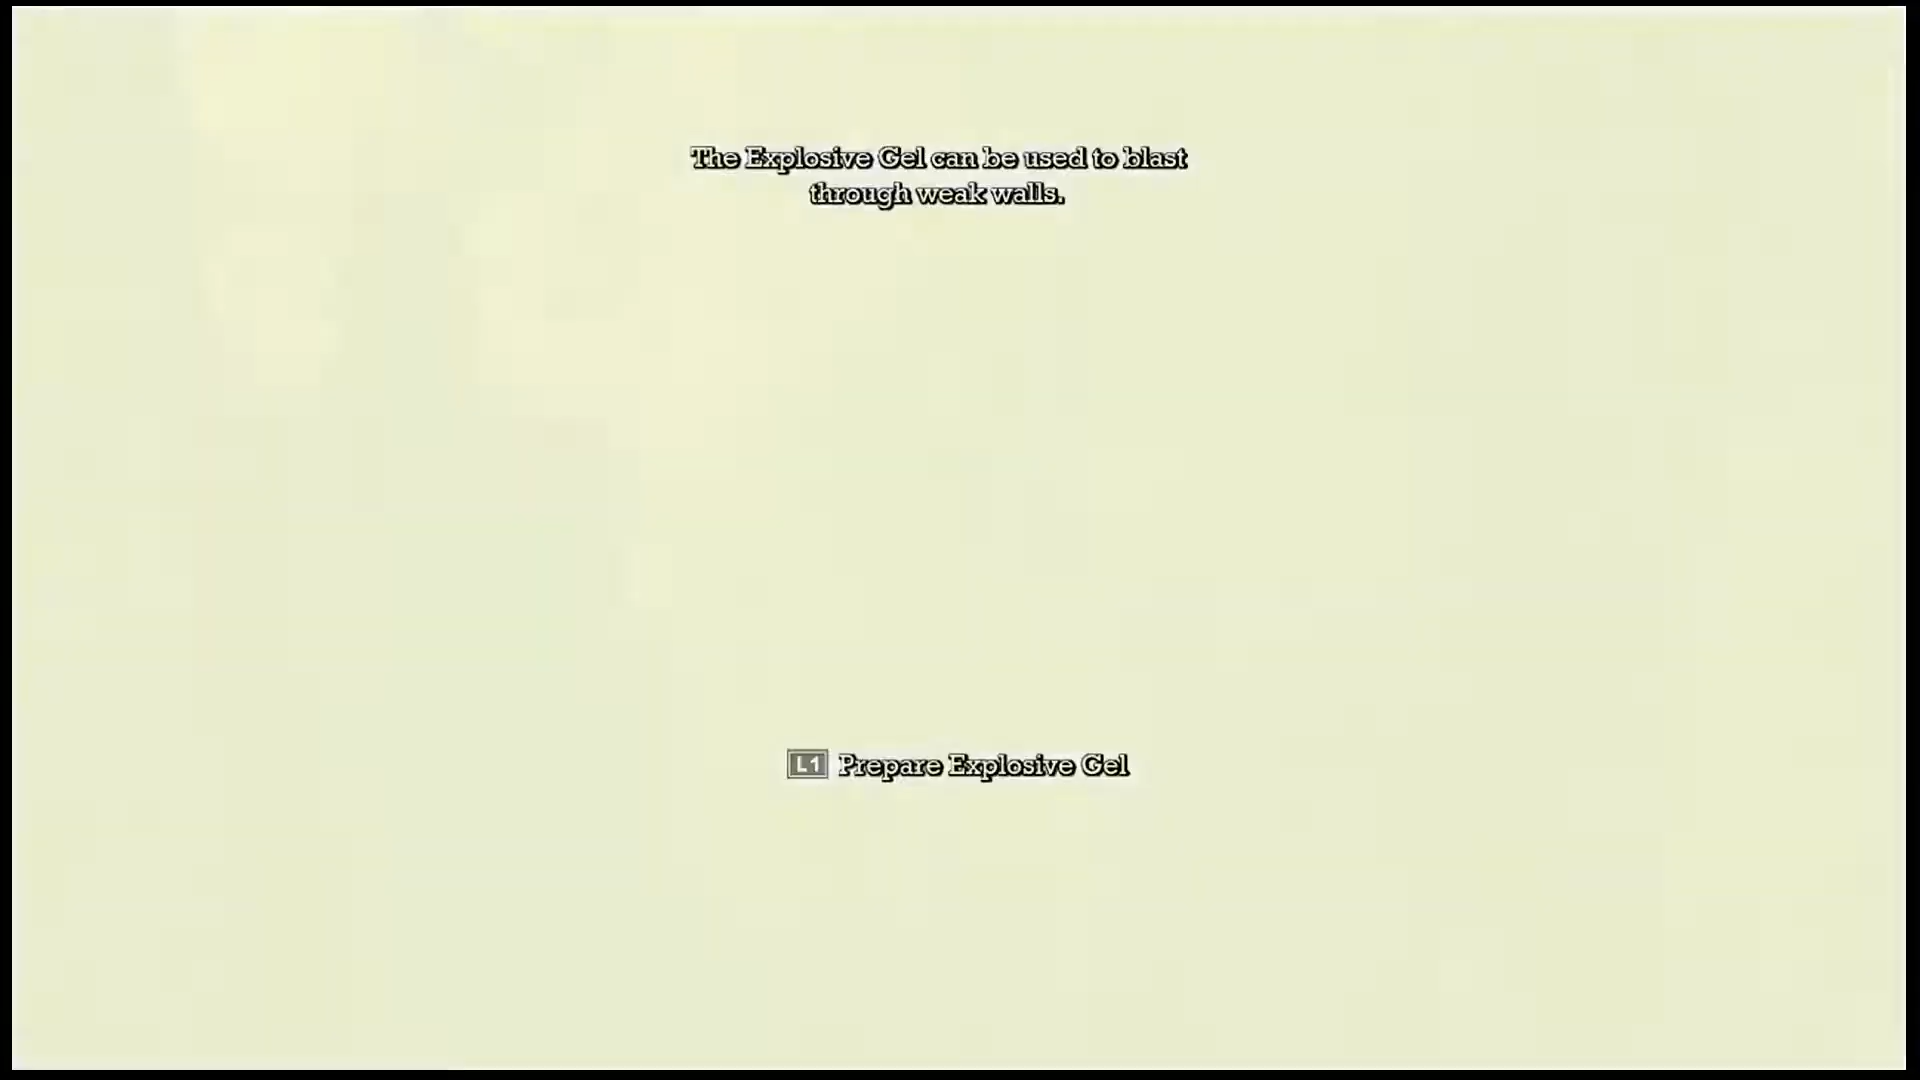 The Explosive Gel can be used to blast
through weak walls.
L1 Prepare Explosive Gel